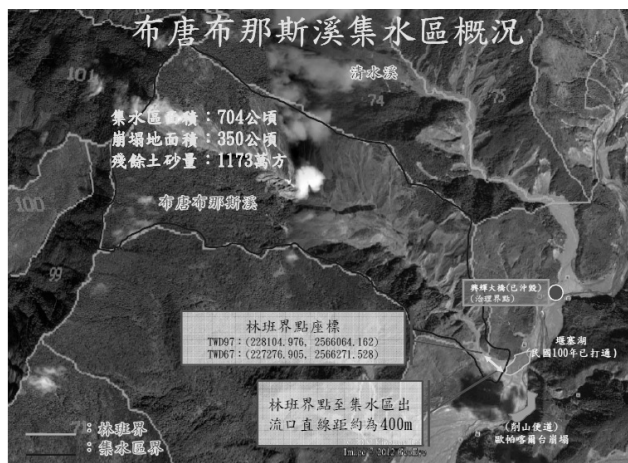 布唐布那斯溪集水區概況
101
清水溪
74
75
集水區面積：704公頃
崩塌地面積：350公頃
殘餘土砂量：1173萬方
100
布唐布那斯溪
99
興輝大橋(已沖毀)
(治理界點)
林班界點座標
TWD97：(228104.976, 2566064.162)
TWD67：(227276.905, 2566271.528)
堰塞湖
(民國100年已打通)
林班界點至集水區出
流口直線距約為400m
(削山便道)
歐帕喀爾台崩塌
：林班界
：集水區界